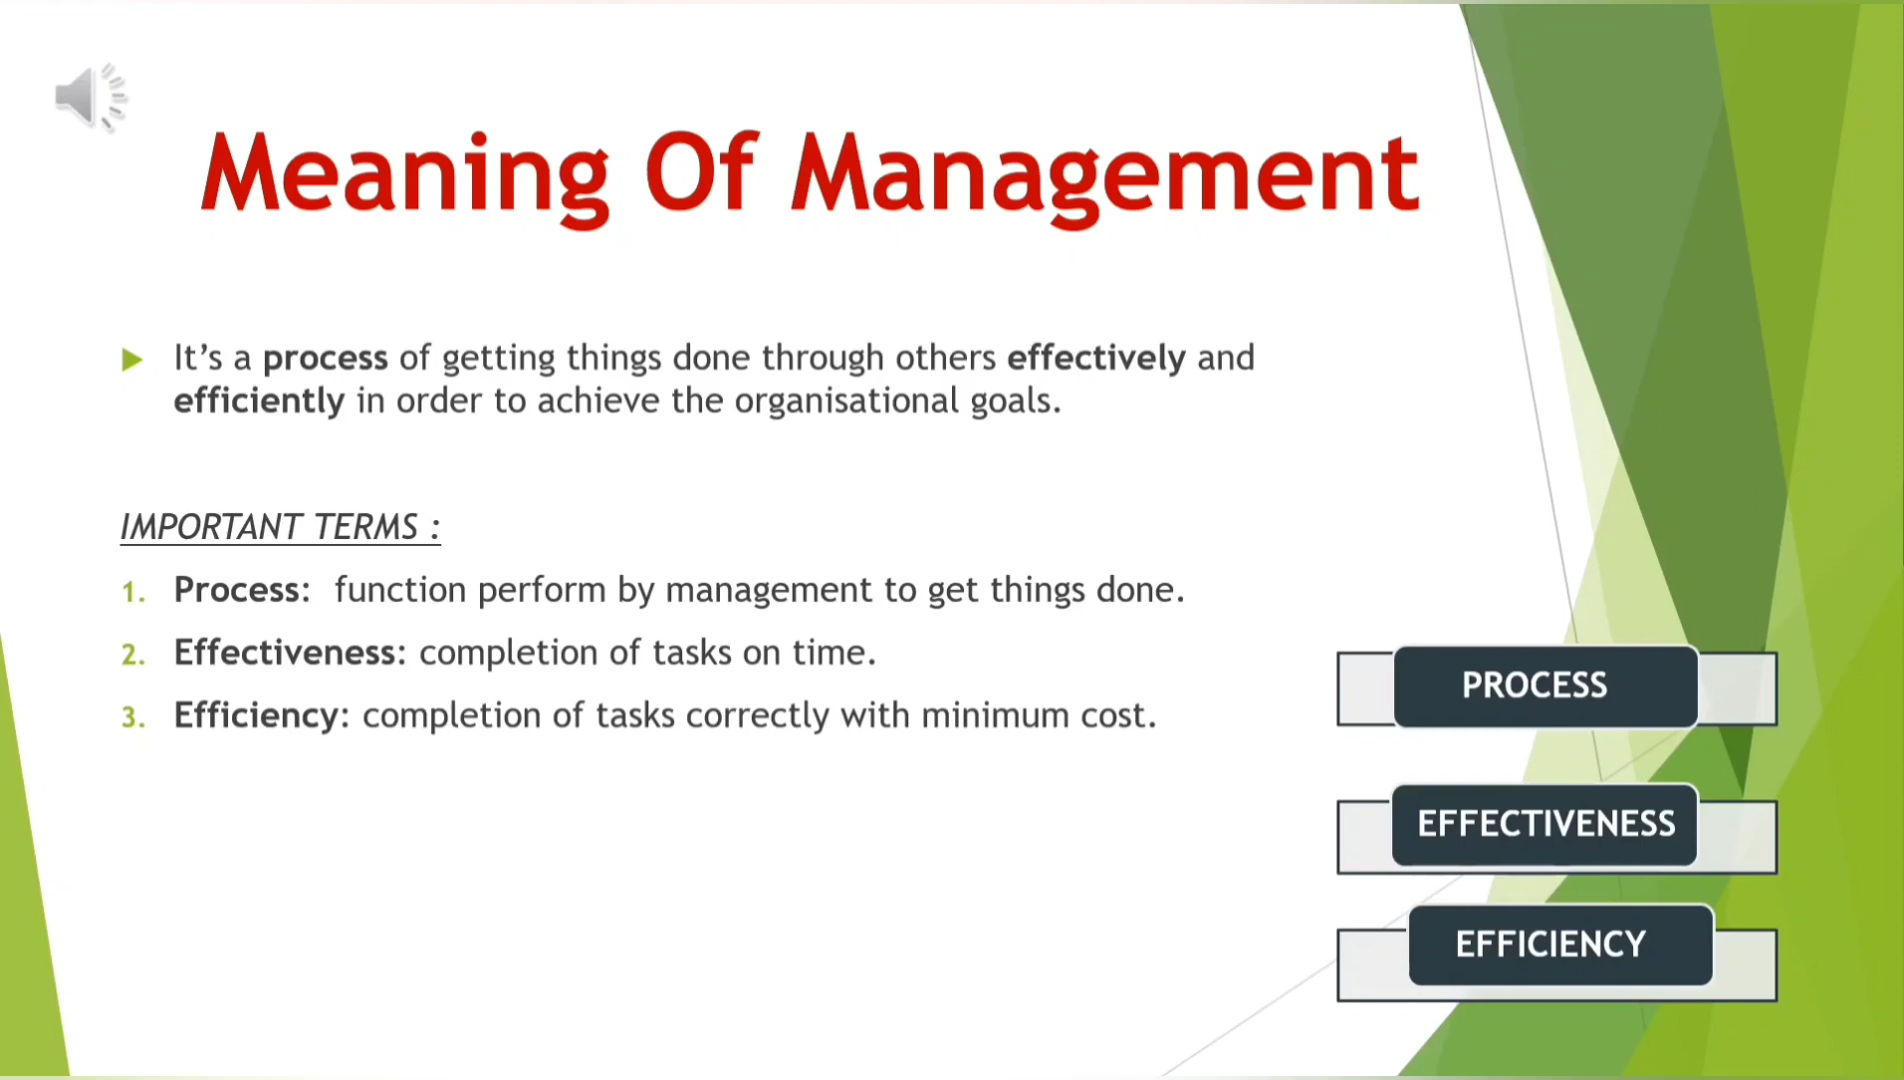 Meaning Of Management
It’s a process of getting things done through others effectively and
efficiently in order to achieve the organisational goals.
IMPORTANT TERMS :
1. Process: function perform by management to get things done.
2. Effectiveness: completion of tasks on time.
3. Efficiency: completion of tasks correctly with minimum cost.
PROCESS
EFFECTIVENESS
EFFICIENCY